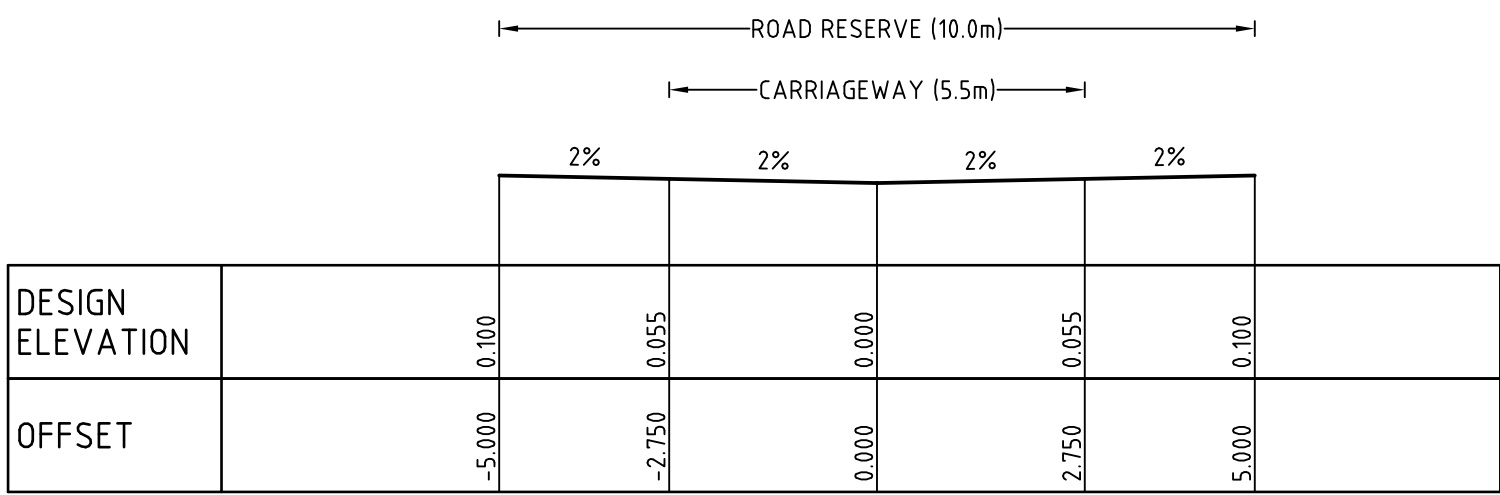 ROAD RESERVE (10.0m)
CARRIAGEWAY (5.5m)
2% 2% 2% 2%
DESIGN
ELEVATION
0.100 0.055 0.000 0.055 0.100
OFFSET
-5.000 -2.750 0.000 2.750 5.000